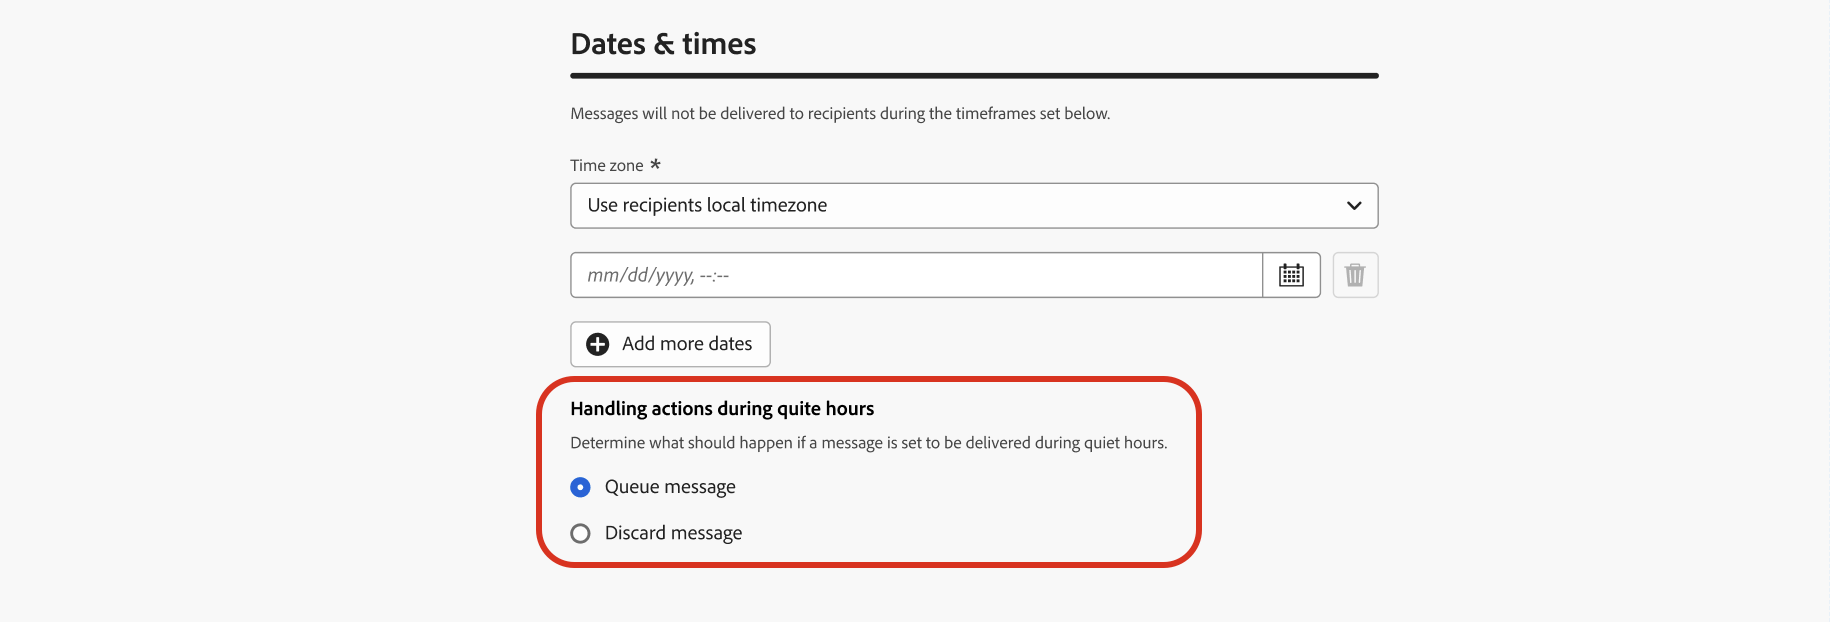 Dates & times
Messages will not be delivered to recipients during the timeframes set below.
Time zone *
Use recipients local timezone
mm/dd/yyyy, --:--
Add more dates
Handling actions during quite hours
Determine what should happen if a message is set to be delivered during quiet hours.
Queue message
Discard message